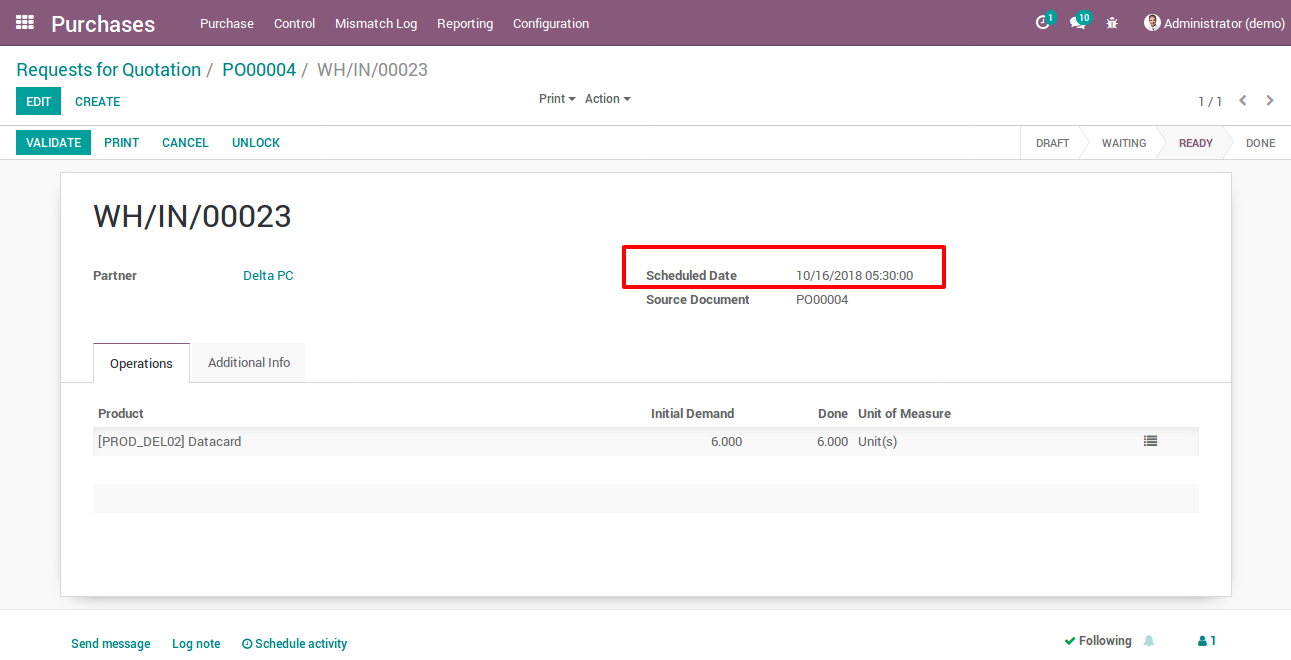 Purchases Purchase Control Mismatch Log Reporting Configuration 1 10 Administrator (demo)
Requests for Quotation / PO00004 / WH/IN/00023
EDIT CREATE Print Action 1 / 1
VALIDATE PRINT CANCEL UNLOCK DRAFT WAITING READY DONE
WH/IN/00023
Partner Delta PC Scheduled Date 10/16/2018 05:30:00
Source Document PO00004
Operations Additional Info
Product Initial Demand Done Unit of Measure
[PROD_DEL02] Datacard 6.000 6.000 Unit(s)
Send message Log note Schedule activity Following 1